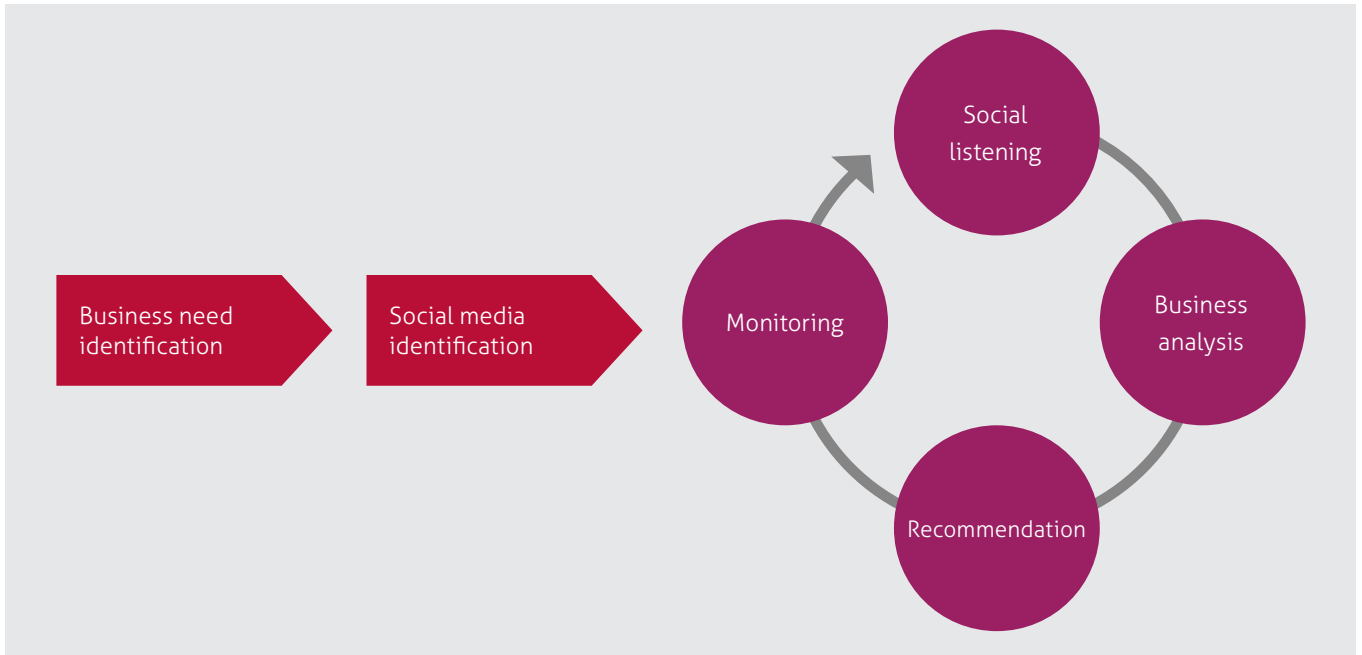 Business need
identification
Social media
identification
Social
listening
Business
analysis
Recommendation
Monitoring